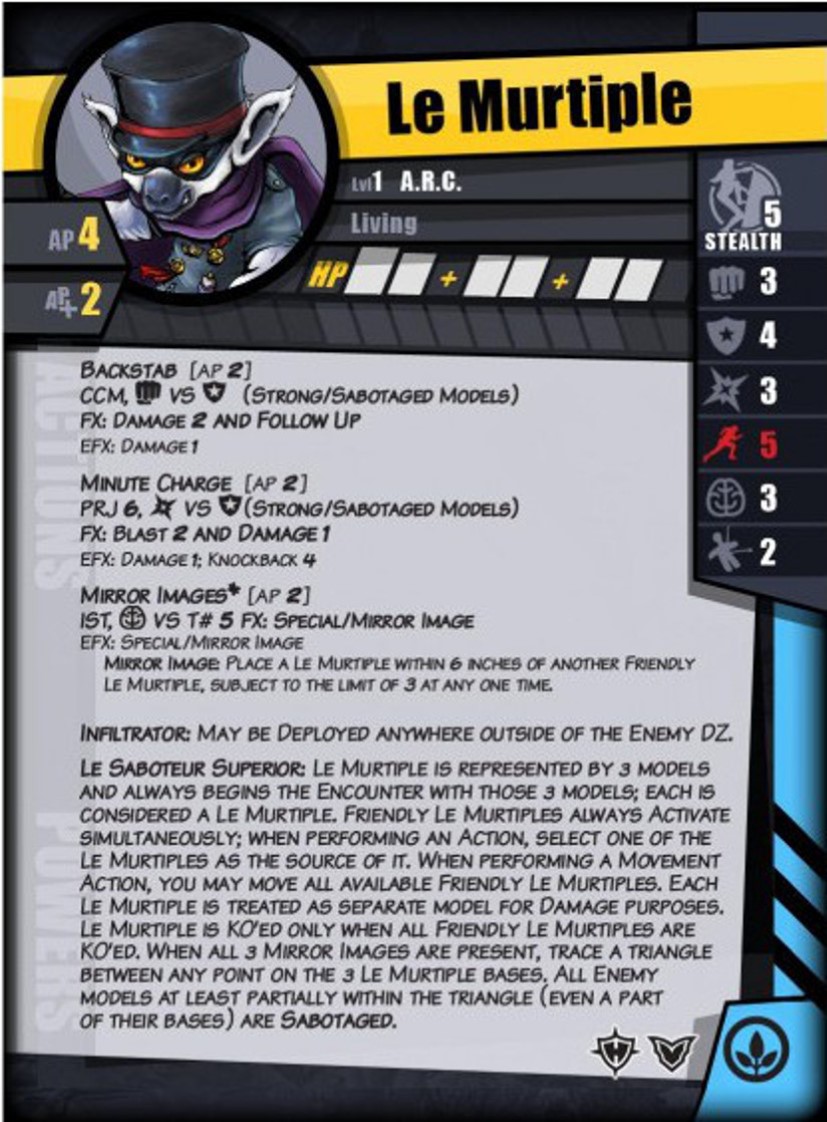 Le Murtiple
Lvl1 A.R.C.
Living
AP 4
AP+ 2
HP + +
5
STEALTH
3
4
3
5
3
2
ACTIONS
BACKSTAB [AP 2]
CCM, VS (STRONG/SABOTAGED MODELS)
FX: DAMAGE 2 AND FOLLOW UP
EFX: DAMAGE 1
MINUTE CHARGE [AP 2]
PRJ 6, VS (STRONG/SABOTAGED MODELS)
FX: BLAST 2 AND DAMAGE 1
EFX: DAMAGE 1; KNOCKBACK 4
MIRROR IMAGES* [AP 2]
IST, VS T# 5 FX: SPECIAL/MIRROR IMAGE
EFX: SPECIAL/MIRROR IMAGE
MIRROR IMAGE: PLACE A LE MURTIPLE WITHIN 6 INCHES OF ANOTHER FRIENDLY
LE MURTIPLE, SUBJECT TO THE LIMIT OF 3 AT ANY ONE TIME.
POWERS
INFILTRATOR: MAY BE DEPLOYED ANYWHERE OUTSIDE OF THE ENEMY DZ.
LE SABOTEUR SUPERIOR: LE MURTIPLE IS REPRESENTED BY 3 MODELS
AND ALWAYS BEGINS THE ENCOUNTER WITH THOSE 3 MODELS; EACH IS
CONSIDERED A LE MURTIPLE. FRIENDLY LE MURTIPLES ALWAYS ACTIVATE
SIMULTANEOUSLY; WHEN PERFORMING AN ACTION, SELECT ONE OF THE
LE MURTIPLES AS THE SOURCE OF IT. WHEN PERFORMING A MOVEMENT
ACTION, YOU MAY MOVE ALL AVAILABLE FRIENDLY LE MURTIPLES. EACH
LE MURTIPLE IS TREATED AS SEPARATE MODEL FOR DAMAGE PURPOSES.
LE MURTIPLE IS KO'ED ONLY WHEN ALL FRIENDLY LE MURTIPLES ARE
KO'ED. WHEN ALL 3 MIRROR IMAGES ARE PRESENT, TRACE A TRIANGLE
BETWEEN ANY POINT ON THE 3 LE MURTIPLE BASES. ALL ENEMY
MODELS AT LEAST PARTIALLY WITHIN THE TRIANGLE (EVEN A PART
OF THEIR BASES) ARE SABOTAGED.